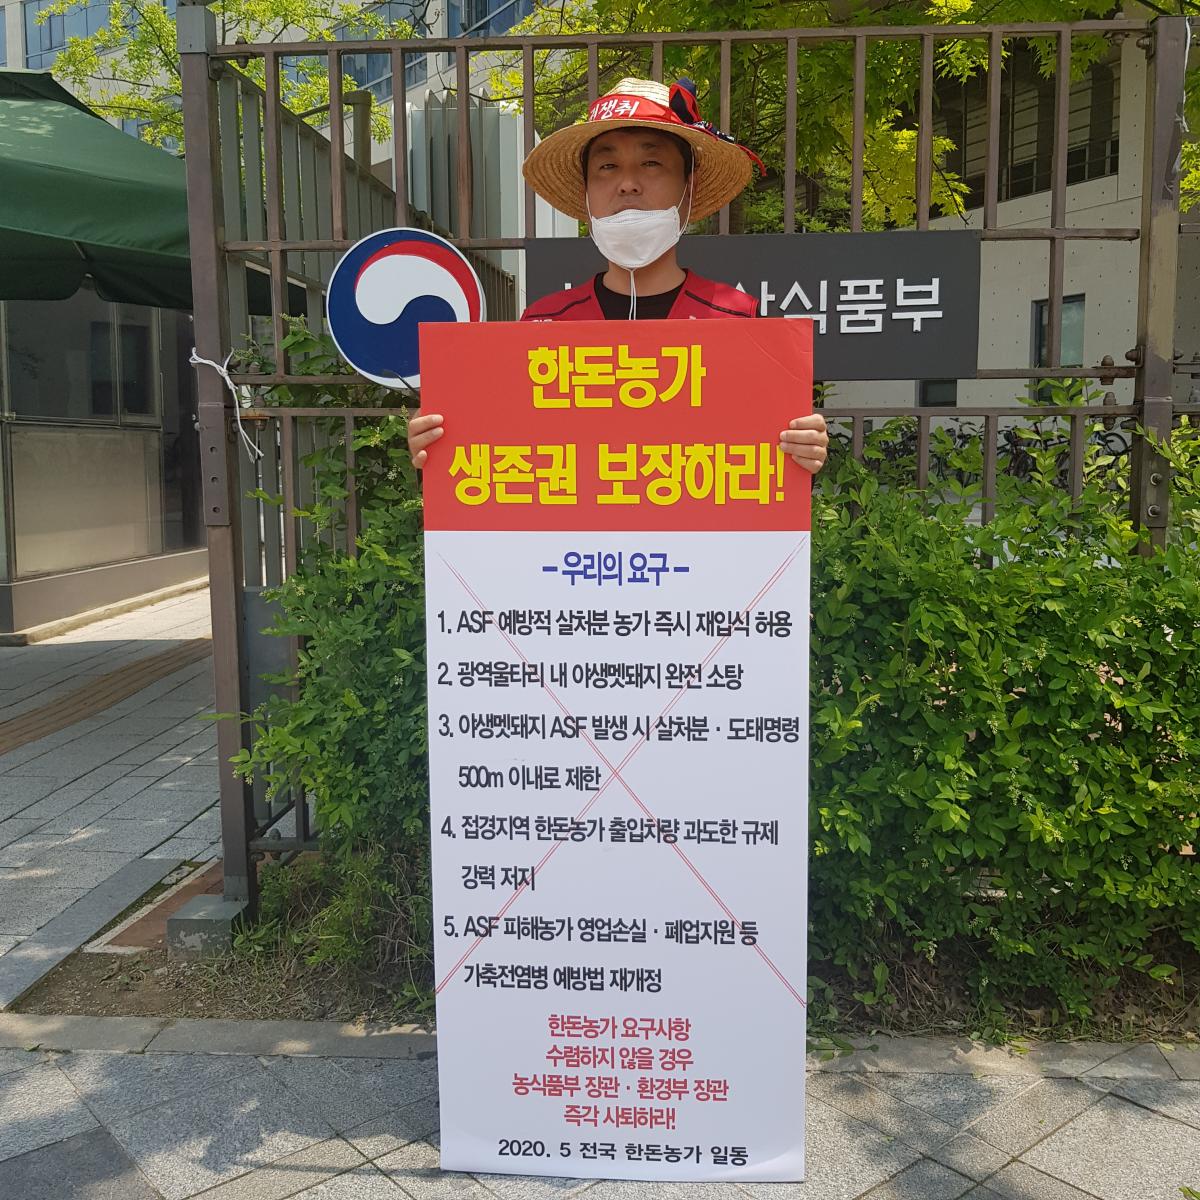 쟁취
산식품부
한돈농가
생존권 보장하라!
- 우리의 요구 -
1. ASF 예방적 살처분 농가 즉시 재입식 허용
2. 광역울타리 내 야생멧돼지 완전 소탕
3. 야생멧돼지 ASF 발생 시 살처분 · 도태명령
500m 이내로 제한
4. 접경지역 한돈농가 출입차량 과도한 규제
강력 저지
5. ASF 피해농가 영업손실 · 폐업지원 등
가축전염병 예방법 재개정
한돈농가 요구사항
수렴하지 않을 경우
농식품부 장관 · 환경부 장관
즉각 사퇴하라!
2020. 5 전국 한돈농가 일동